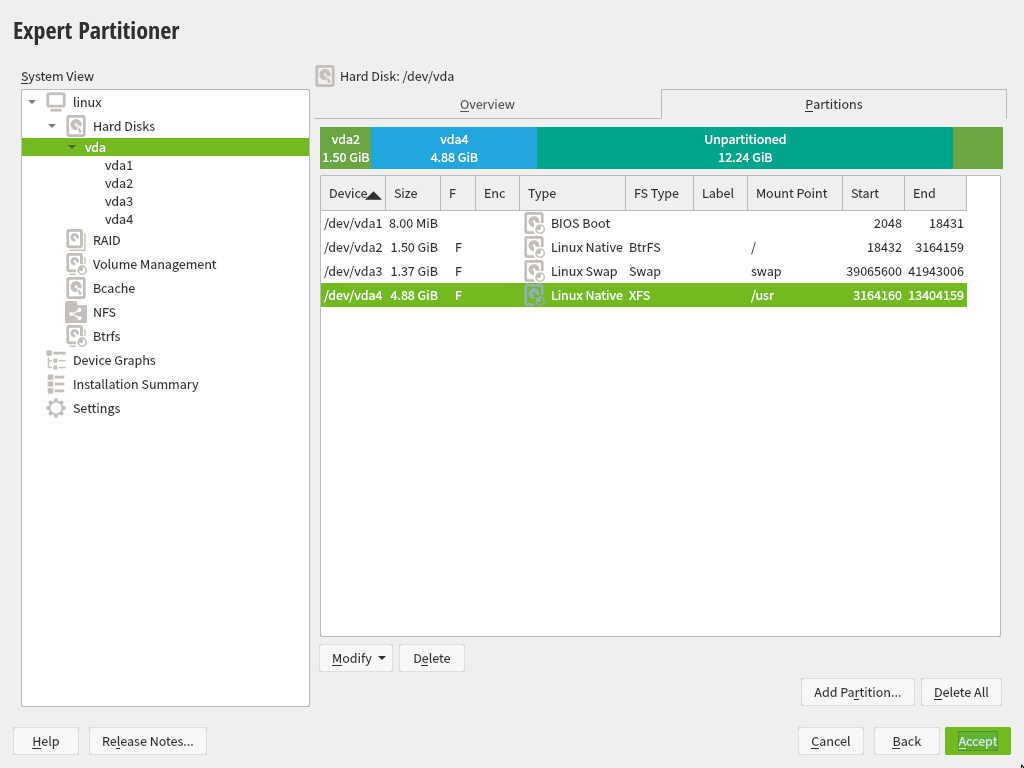 Expert Partitioner
System View
linux
Hard Disks
vda
vda1
vda2
vda3
vda4
RAID
Volume Management
Bcache
NFS
Btrfs
Device Graphs
Installation Summary
Settings
Hard Disk: /dev/vda
Overview Partitions
vda2 vda4 Unpartitioned
1.50 GiB 4.88 GiB 12.24 GiB
Device Size F Enc Type FS Type Label Mount Point Start End
/dev/vda1 8.00 MiB BIOS Boot 2048 18431
/dev/vda2 1.50 GiB F Linux Native BtrFS / 18432 3164159
/dev/vda3 1.37 GiB F Linux Swap Swap swap 39065600 41943006
/dev/vda4 4.88 GiB F Linux Native XFS /usr 3164160 13404159
Modify Delete
Add Partition... Delete All
Help Release Notes... Cancel Back Accept